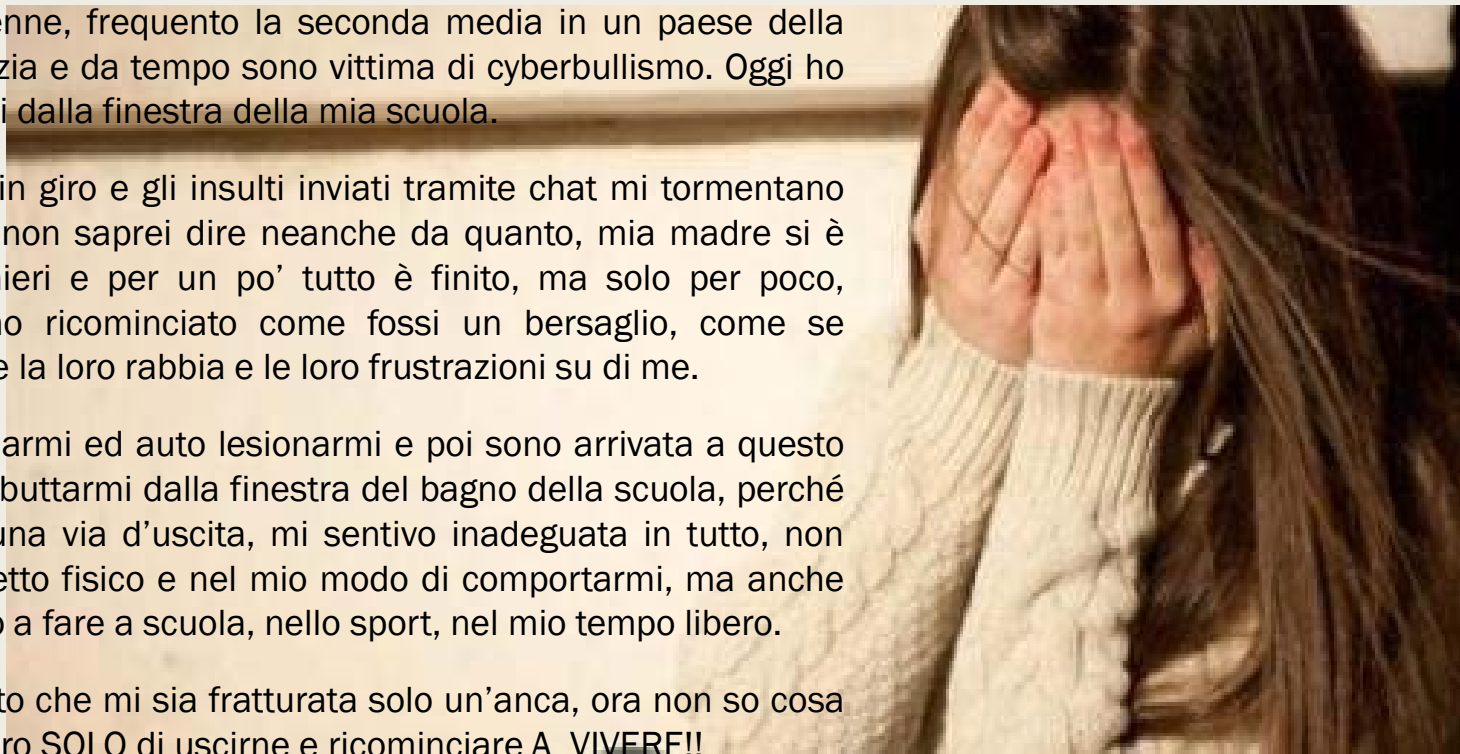 enne, frequento la seconda media in un paese della
zia e da tempo sono vittima di cyberbullismo. Oggi ho
i dalla finestra della mia scuola.
in giro e gli insulti inviati tramite chat mi tormentano
non saprei dire neanche da quanto, mia madre si è
ieri e per un po’ tutto è finito, ma solo per poco,
o ricominciato come fossi un bersaglio, come se
e la loro rabbia e le loro frustrazioni su di me.
armi ed auto lesionarmi e poi sono arrivata a questo
buttarmi dalla finestra del bagno della scuola, perché
una via d’uscita, mi sentivo inadeguata in tutto, non
etto fisico e nel mio modo di comportarmi, ma anche
o a fare a scuola, nello sport, nel mio tempo libero.
to che mi sia fratturata solo un’anca, ora non so cosa
ro SOLO di uscirne e ricominciare A VIVERE!!